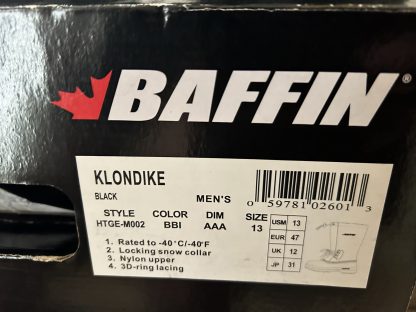 BAFFIN®
KLONDIKE
BLACK MEN'S
STYLE COLOR DIM SIZE
HTGE-M002 BBI AAA 13
1. Rated to -40°C/-40°F
2. Locking snow collar
3. Nylon upper
4. 3D-ring lacing
0 59781 02601 3
USM 13
EUR 47
UK 12
JP 31